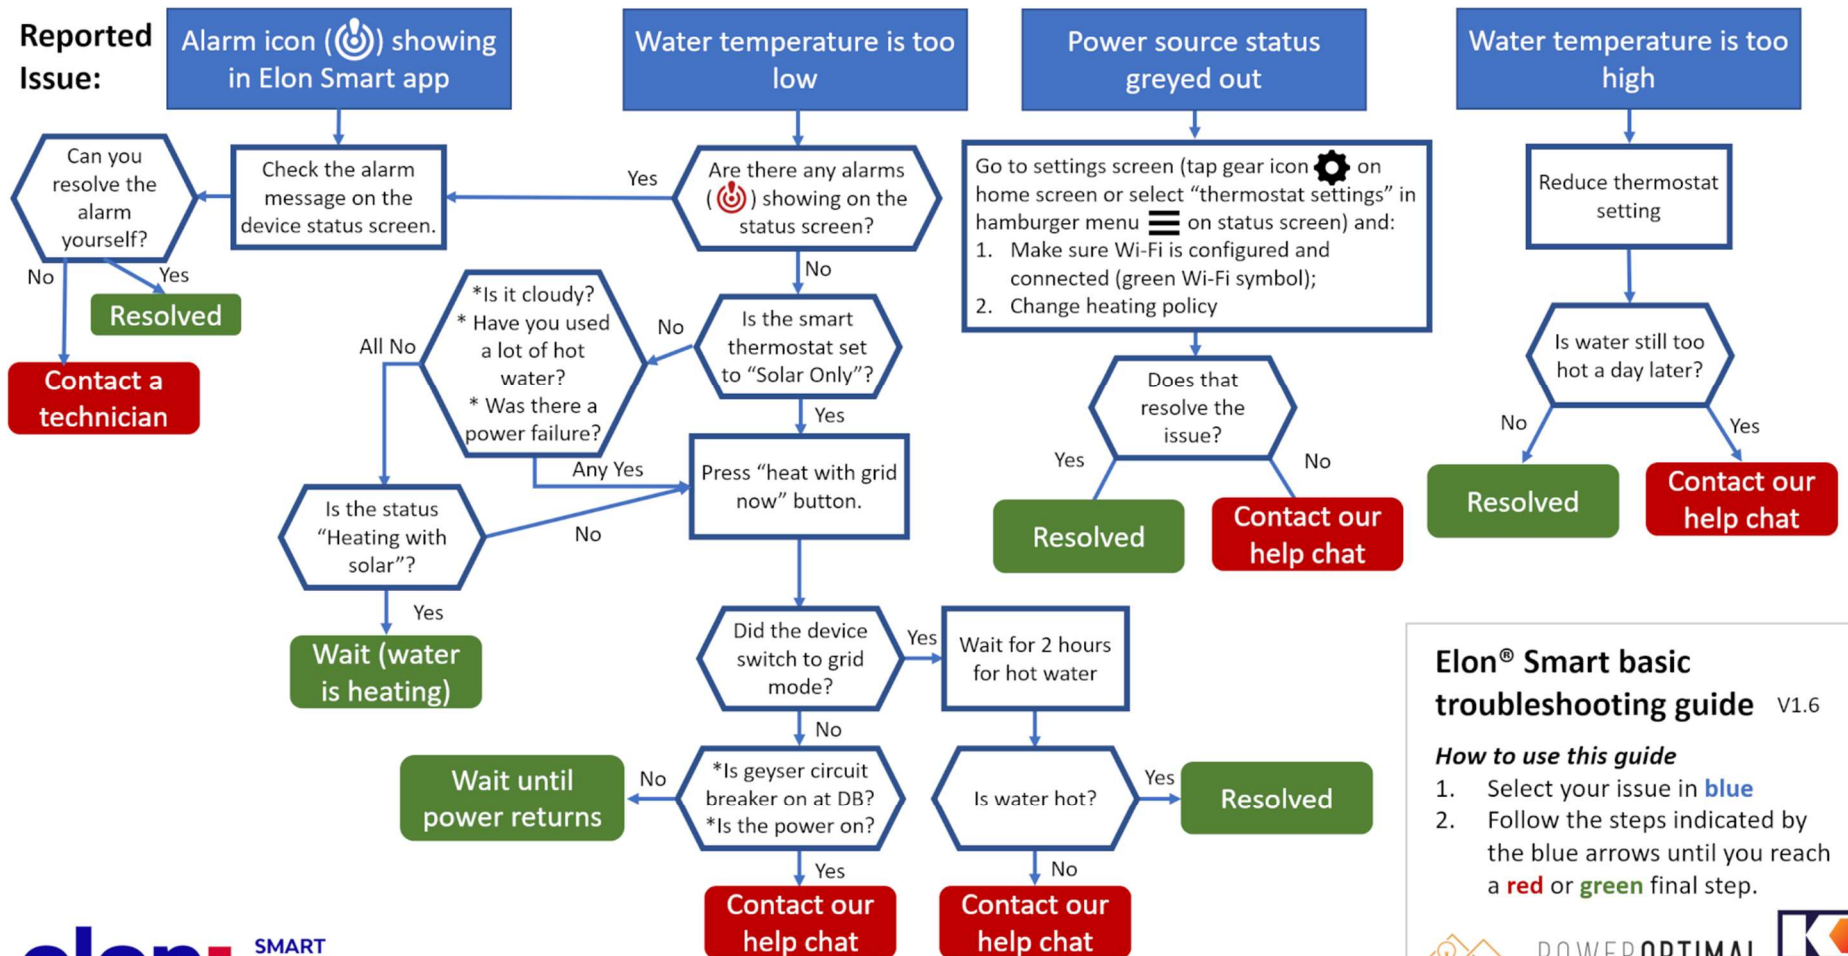 Reported
Issue:
Alarm icon ( ) showing
in Elon Smart app
Water temperature is too
low
Power source status
greyed out
Water temperature is too
high
Can you
resolve the
alarm
yourself?
Check the alarm
message on the
device status screen.
Yes
Are there any alarms
( ) showing on the
status screen?
Go to settings screen (tap gear icon on
home screen or select "thermostat settings" in
hamburger menu on status screen) and:
1. Make sure Wi-Fi is configured and
connected (green Wi-Fi symbol);
2. Change heating policy
Reduce thermostat
setting
No
Yes
Resolved
Contact a
technician
No
*Is it cloudy?
* Have you used
a lot of hot
water?
* Was there a
power failure?
No
Is the smart
thermostat set
to "Solar Only"?
All No
Any Yes
Yes
Does that
resolve the
issue?
Is water still too
hot a day later?
Is the status
"Heating with
solar"?
No
Press "heat with grid
now" button.
Yes
No
Resolved
Contact our
help chat
No
Yes
Resolved
Contact our
help chat
Yes
Wait (water
is heating)
Did the device
switch to grid
mode?
Yes
Wait for 2 hours
for hot water
No
Wait until
power returns
No
*Is geyser circuit
breaker on at DB?
*Is the power on?
Is water hot?
Yes
Resolved
Yes
Contact our
help chat
No
Contact our
help chat
Elon® Smart basic
troubleshooting guide V1.6
How to use this guide
1. Select your issue in blue
2. Follow the steps indicated by
the blue arrows until you reach
a red or green final step.
elon
SMART
POWEROPTIMAL
K